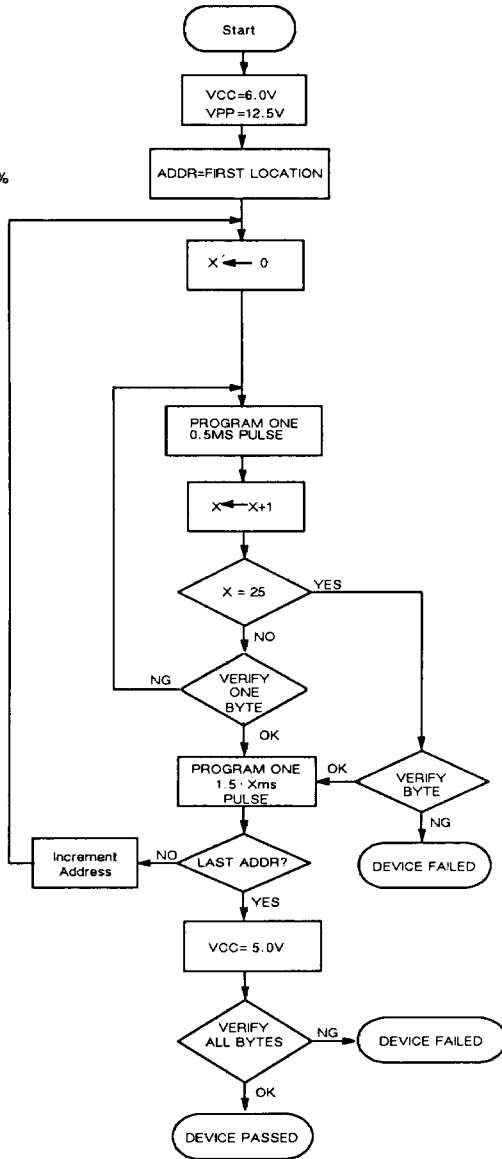 Start
VCC=6.0V
VPP=12.5V
%
ADDR=FIRST LOCATION
X ← 0
PROGRAM ONE
0.5MS PULSE
X ← X+1
X = 25
YES
NO
NG
VERIFY
ONE
BYTE
OK
PROGRAM ONE
1.5 · Xms
PULSE
OK
VERIFY
BYTE
NG
DEVICE FAILED
Increment
Address
NO
LAST ADDR?
YES
VCC= 5.0V
VERIFY
ALL BYTES
NG
DEVICE FAILED
OK
DEVICE PASSED